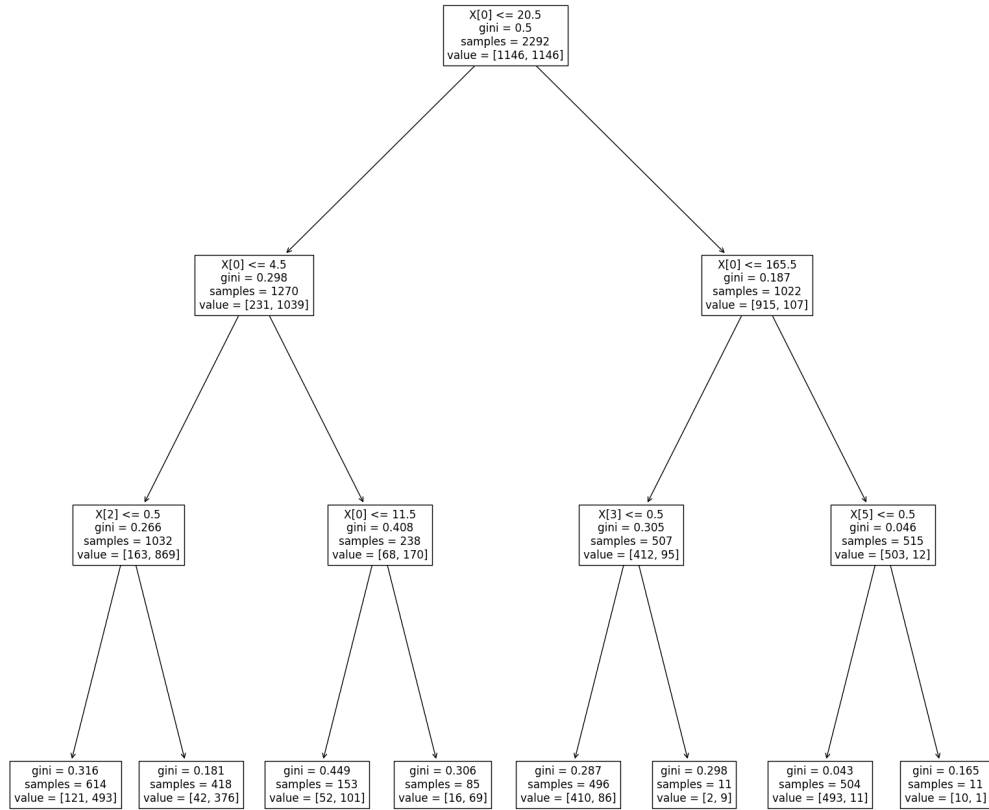 X[0] <= 20.5
gini = 0.5
samples = 2292
value = [1146, 1146]
X[0] <= 4.5
gini = 0.298
samples = 1270
value = [231, 1039]
X[0] <= 165.5
gini = 0.187
samples = 1022
value = [915, 107]
X[2] <= 0.5
gini = 0.266
samples = 1032
value = [163, 869]
X[0] <= 11.5
gini = 0.408
samples = 238
value = [68, 170]
X[3] <= 0.5
gini = 0.305
samples = 507
value = [412, 95]
X[5] <= 0.5
gini = 0.046
samples = 515
value = [503, 12]
gini = 0.316
samples = 614
value = [121, 493]
gini = 0.181
samples = 418
value = [42, 376]
gini = 0.449
samples = 153
value = [52, 101]
gini = 0.306
samples = 85
value = [16, 69]
gini = 0.287
samples = 496
value = [410, 86]
gini = 0.298
samples = 11
value = [2, 9]
gini = 0.043
samples = 504
value = [493, 11]
gini = 0.165
samples = 11
value = [10, 1]